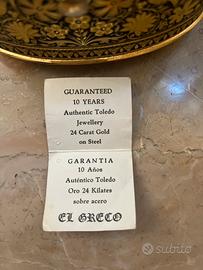 GUARANTEED
10 YEARS
Authentic Toledo
Jewellery
24 Carat Gold
on Steel
GARANTIA
10 Años
Auténtico Toledo
Oro 24 Kilates
sobre acero
EL GRECO
subito